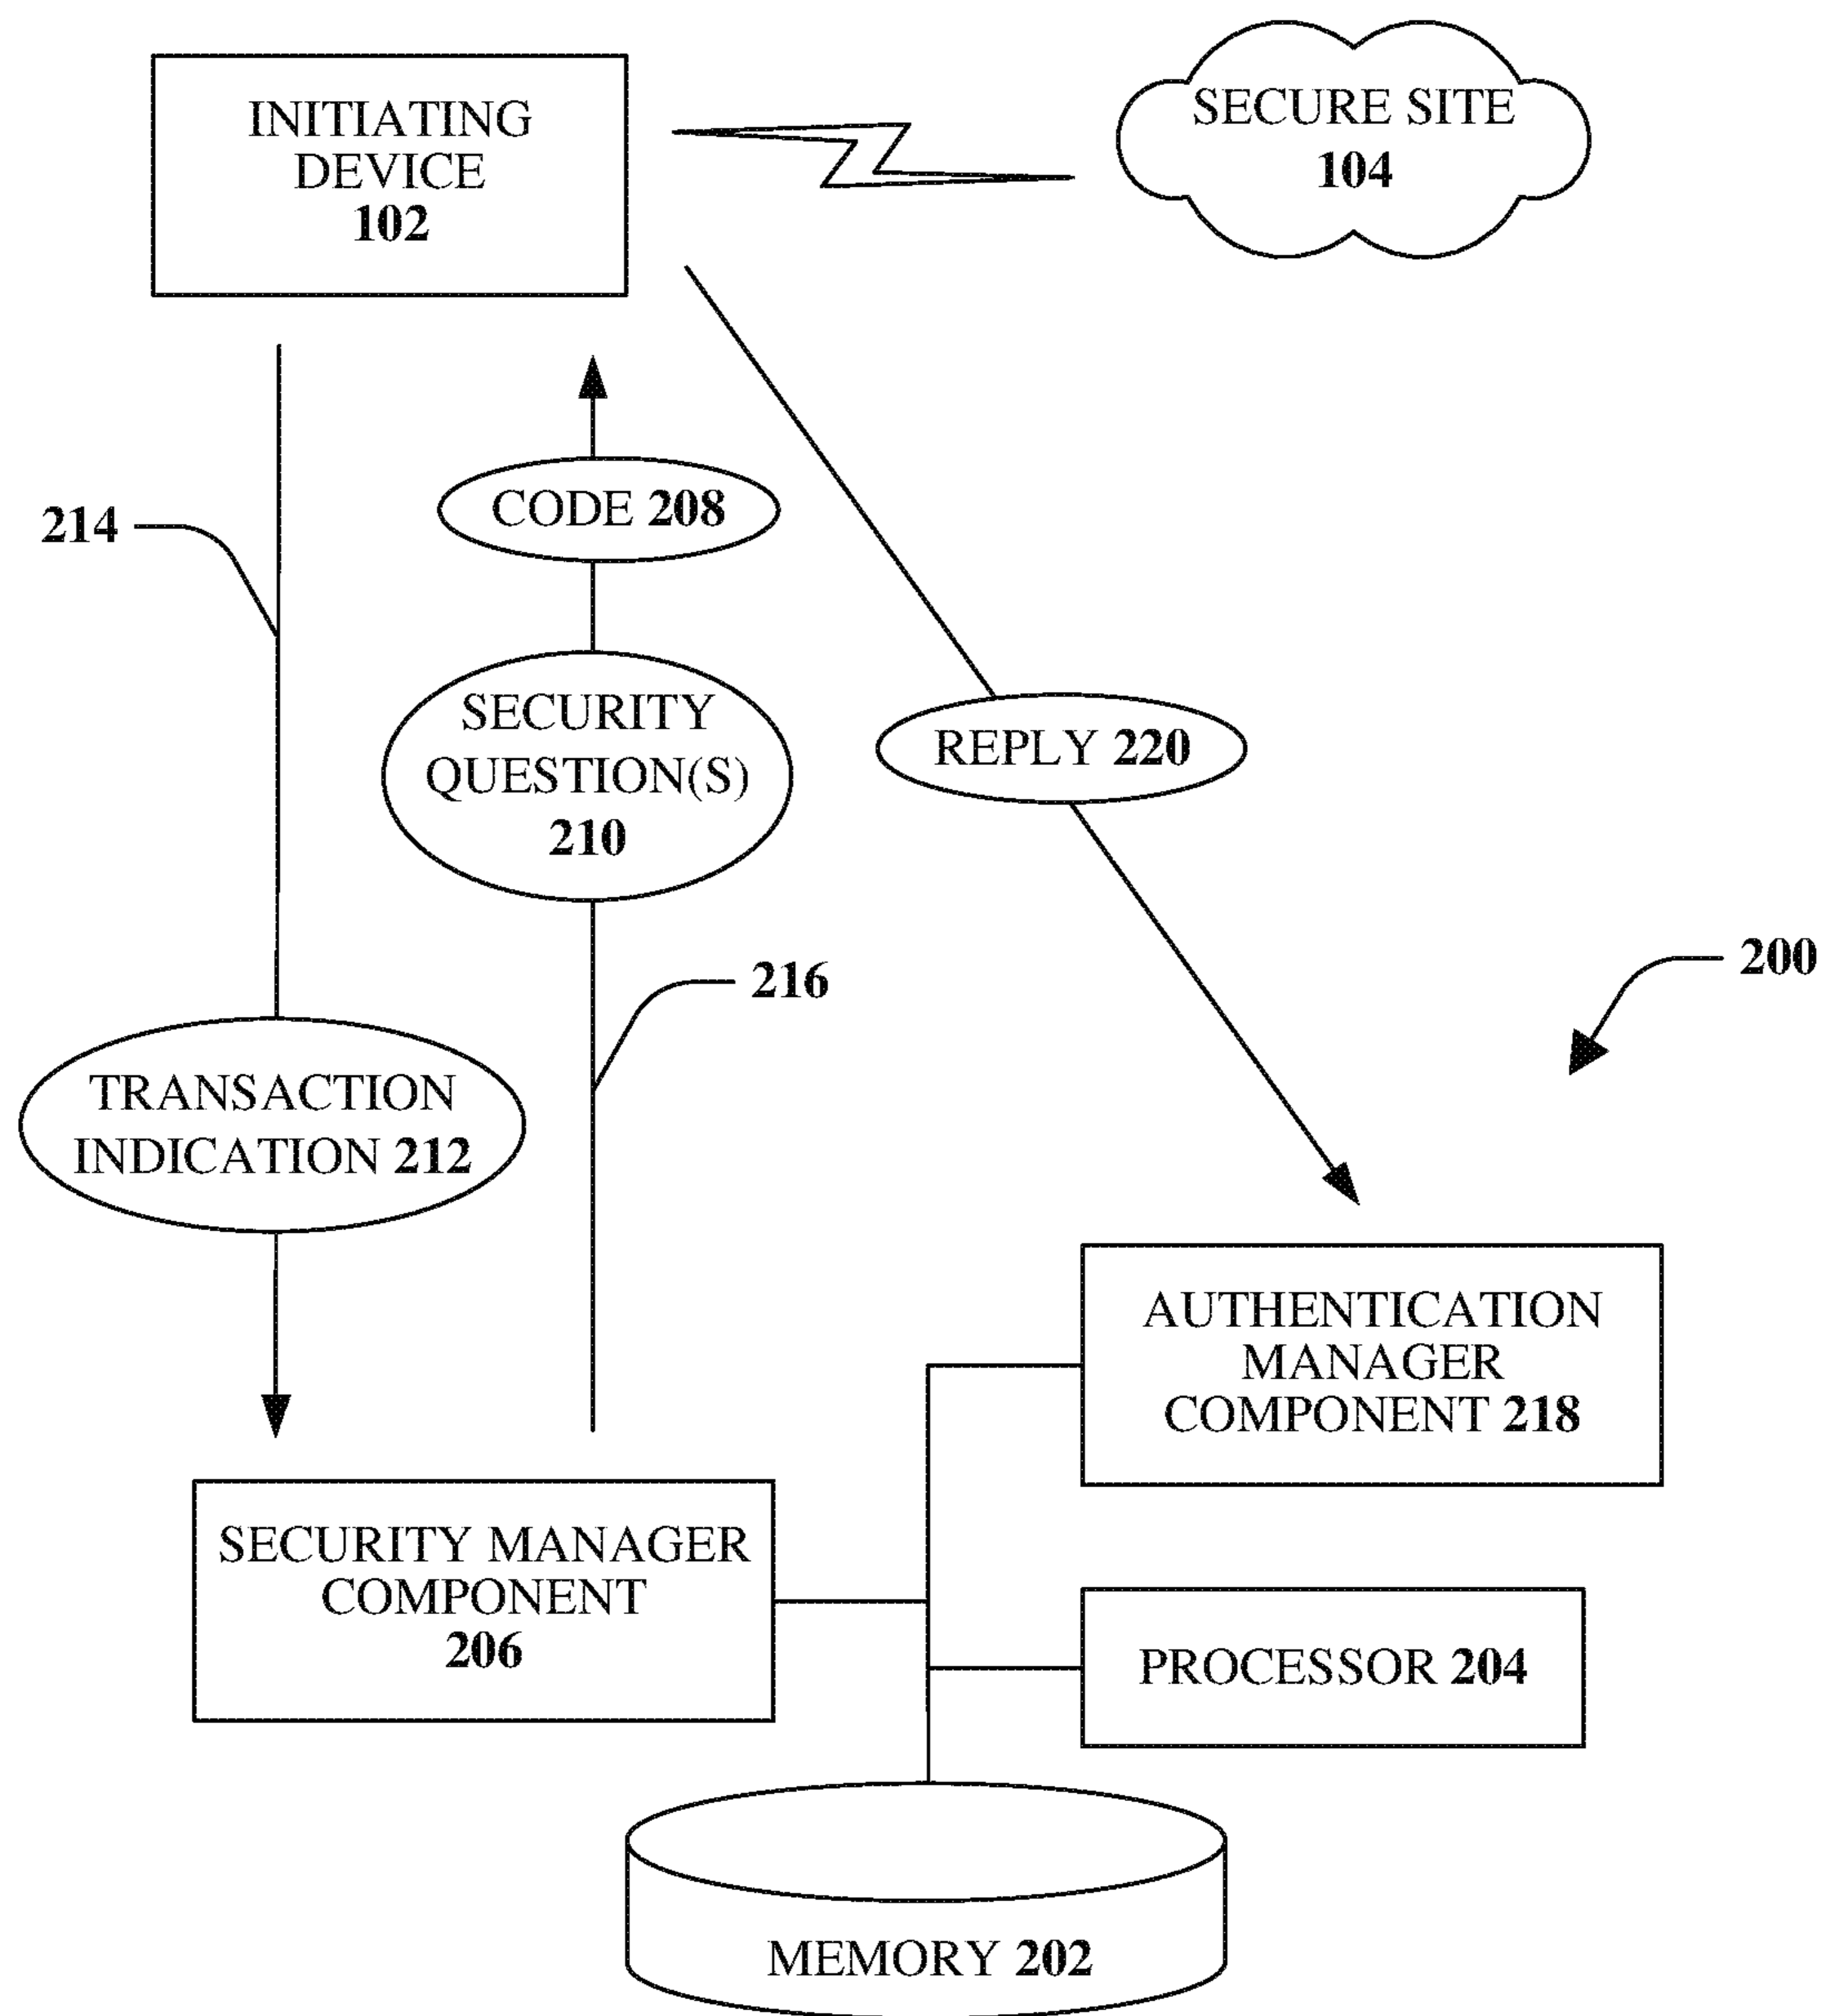 INITIATING
DEVICE
102
SECURE SITE
104
CODE 208
214
SECURITY
QUESTION(S)
210
REPLY 220
200
216
TRANSACTION
INDICATION 212
AUTHENTICATION
MANAGER
COMPONENT 218
SECURITY MANAGER
COMPONENT
206
PROCESSOR 204
MEMORY 202